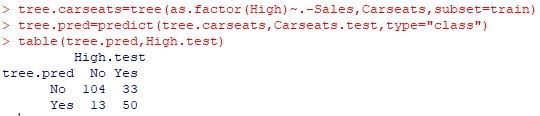 > tree.carseats=tree(as.factor(High)~.-Sales,Carseats,subset=train)
> tree.pred=predict(tree.carseats,Carseats.test,type="class")
> table(tree.pred,High.test)
         High.test
tree.pred  No Yes
      No  104  33
      Yes  13  50